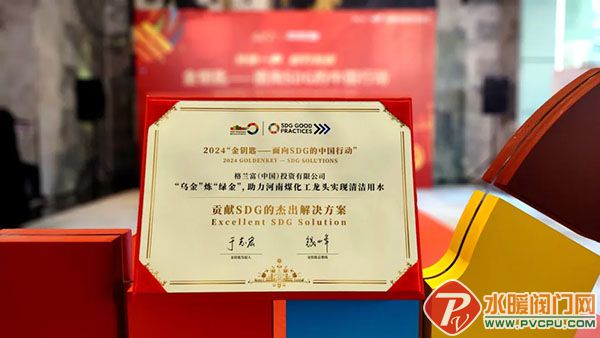 SDG GOOD
PRACTICES
2024“金钥匙——面向SDG的中国行动”
2024 GOLDENKEY — SDG SOLUTIONS
格兰富(中国)投资有限公司
“乌金”炼“绿金”，助力河南煤化工龙头实现清洁用水
贡献SDG的杰出解决方案
Excellent SDG Solution
水暖阀门网
WWW.PVCPU.COM